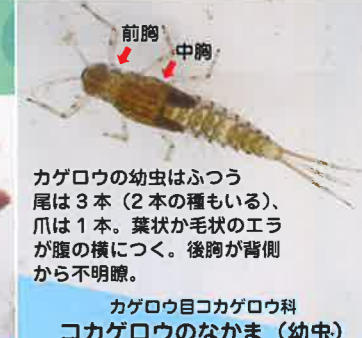 前胸
中胸
カゲロウの幼虫はふつう
尾は3本（2本の種もいる）、
爪は1本。葉状か毛状のエラ
が腹の横につく。後胸が背側
から不明瞭。
カゲロウ目コカゲロウ科
コカゲロウのなかま（幼虫）